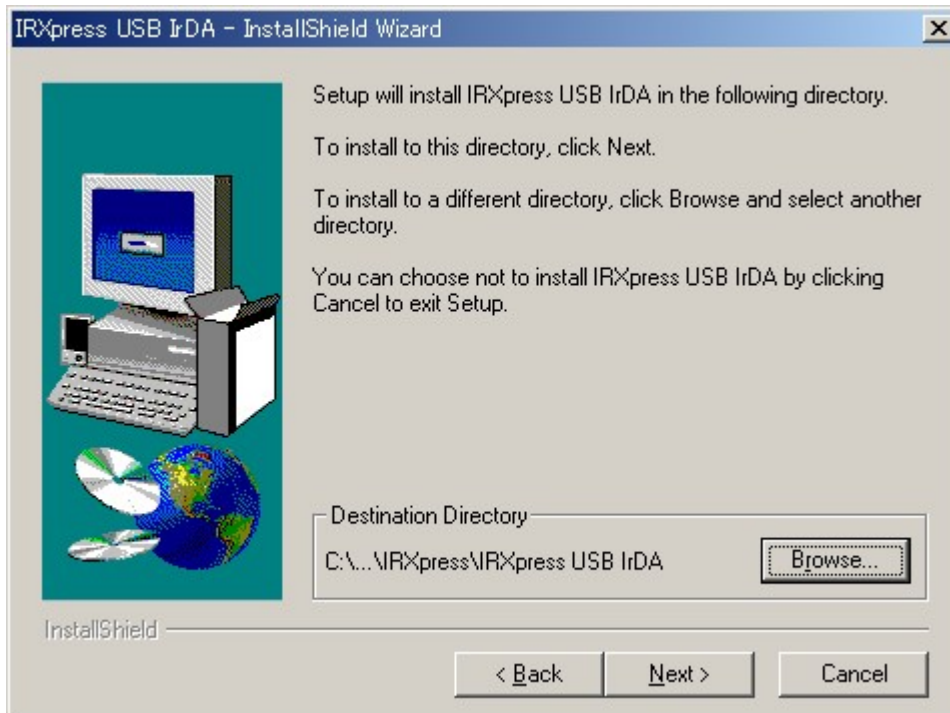 IRXpress USB IrDA - InstallShield Wizard
Setup will install IRXpress USB IrDA in the following directory.
To install to this directory, click Next.
To install to a different directory, click Browse and select another
directory.
You can choose not to install IRXpress USB IrDA by clicking
Cancel to exit Setup.
Destination Directory
C:\...\IRXpress\IRXpress USB IrDA
Browse...
InstallShield
< Back
Next >
Cancel